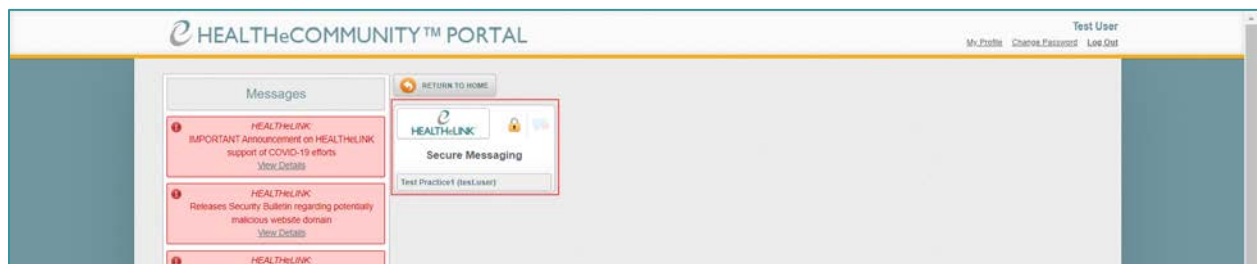 HEALTHeCOMMUNITY™ PORTAL
Test User
My Profile Change Password Log Out
Messages
RETURN TO HOME
HEALTHeLINK
Secure Messaging
Test Practice1 (test.user)
HEALTHeLINK:
IMPORTANT Announcement on HEALTHeLINK
support of COVID-19 efforts
View Details
HEALTHeLINK:
Releases Security Bulletin regarding potentially
malicious website domain
View Details
HEALTHeLINK: